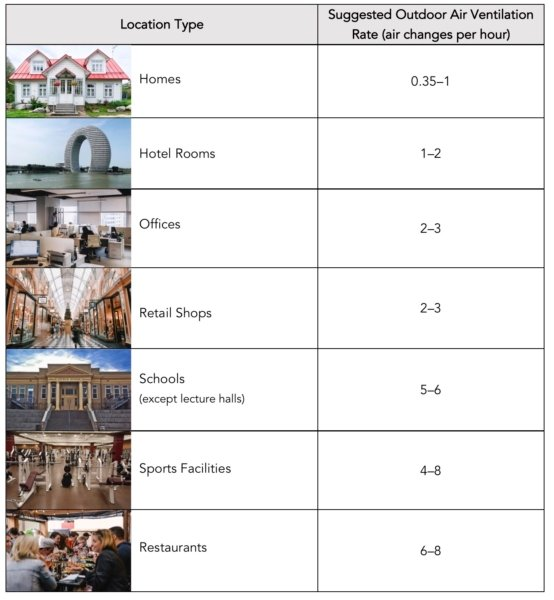 Location Type
Suggested Outdoor Air Ventilation
Rate (air changes per hour)
Homes
0.35–1
Hotel Rooms
1–2
Offices
2–3
Retail Shops
2–3
Schools
(except lecture halls)
5–6
Sports Facilities
4–8
Restaurants
6–8